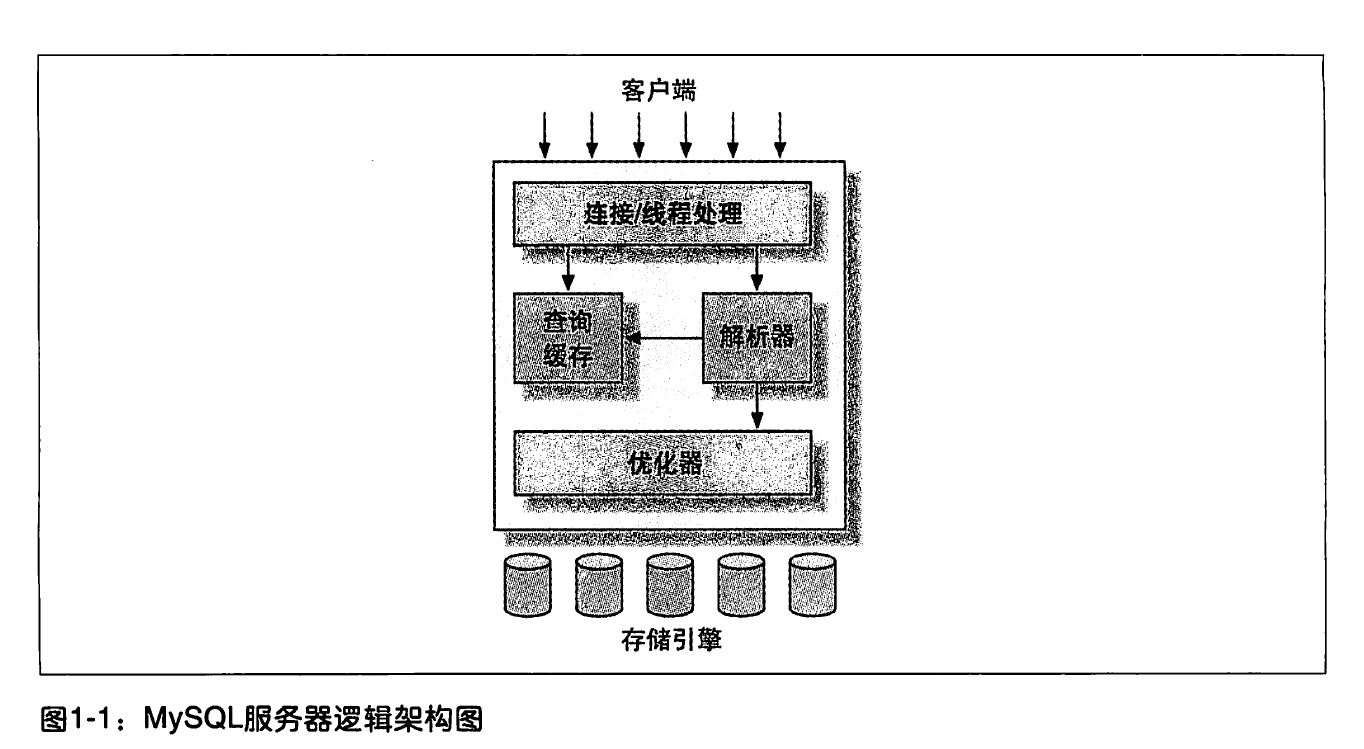 客户端
连接/线程处理
查询
缓存
解析器
优化器
存储引擎
图1-1：MySQL服务器逻辑架构图